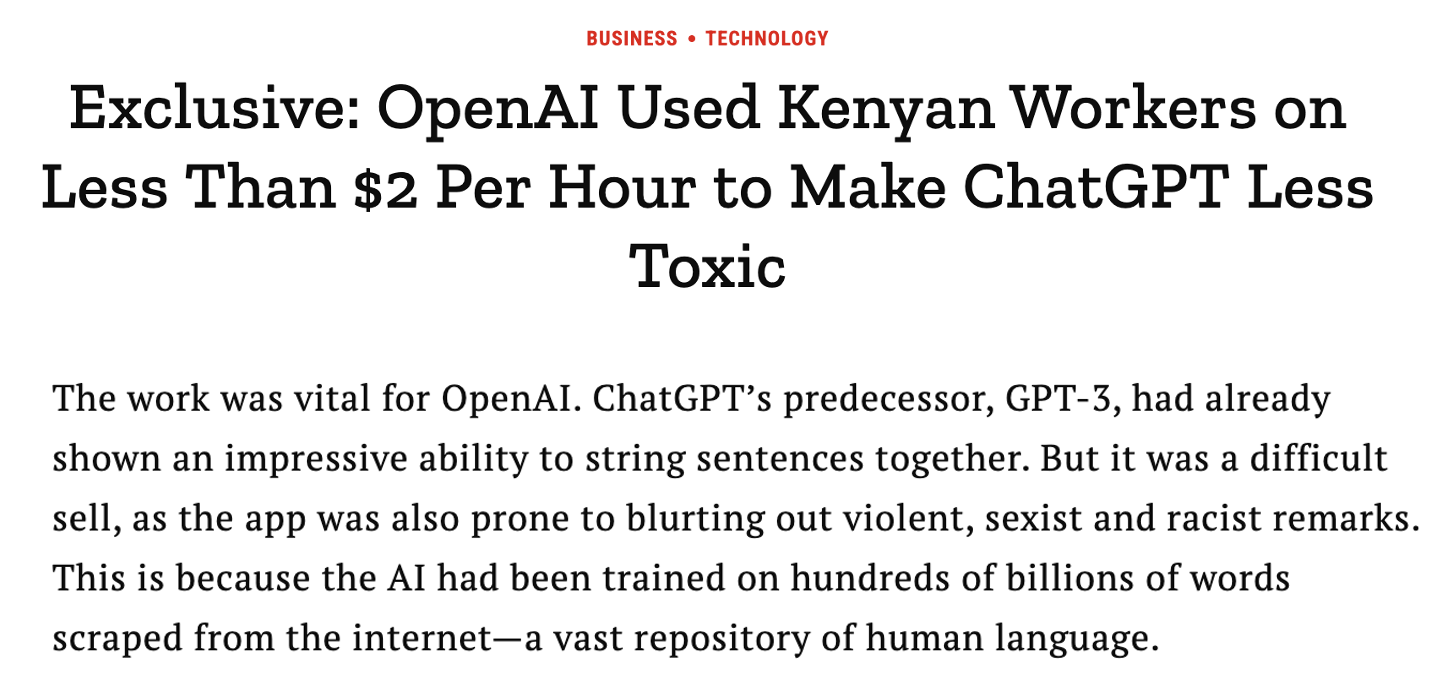 BUSINESS • TECHNOLOGY
Exclusive: OpenAI Used Kenyan Workers on
Less Than $2 Per Hour to Make ChatGPT Less
Toxic
The work was vital for OpenAI. ChatGPT’s predecessor, GPT-3, had already
shown an impressive ability to string sentences together. But it was a difficult
sell, as the app was also prone to blurting out violent, sexist and racist remarks.
This is because the AI had been trained on hundreds of billions of words
scraped from the internet—a vast repository of human language.